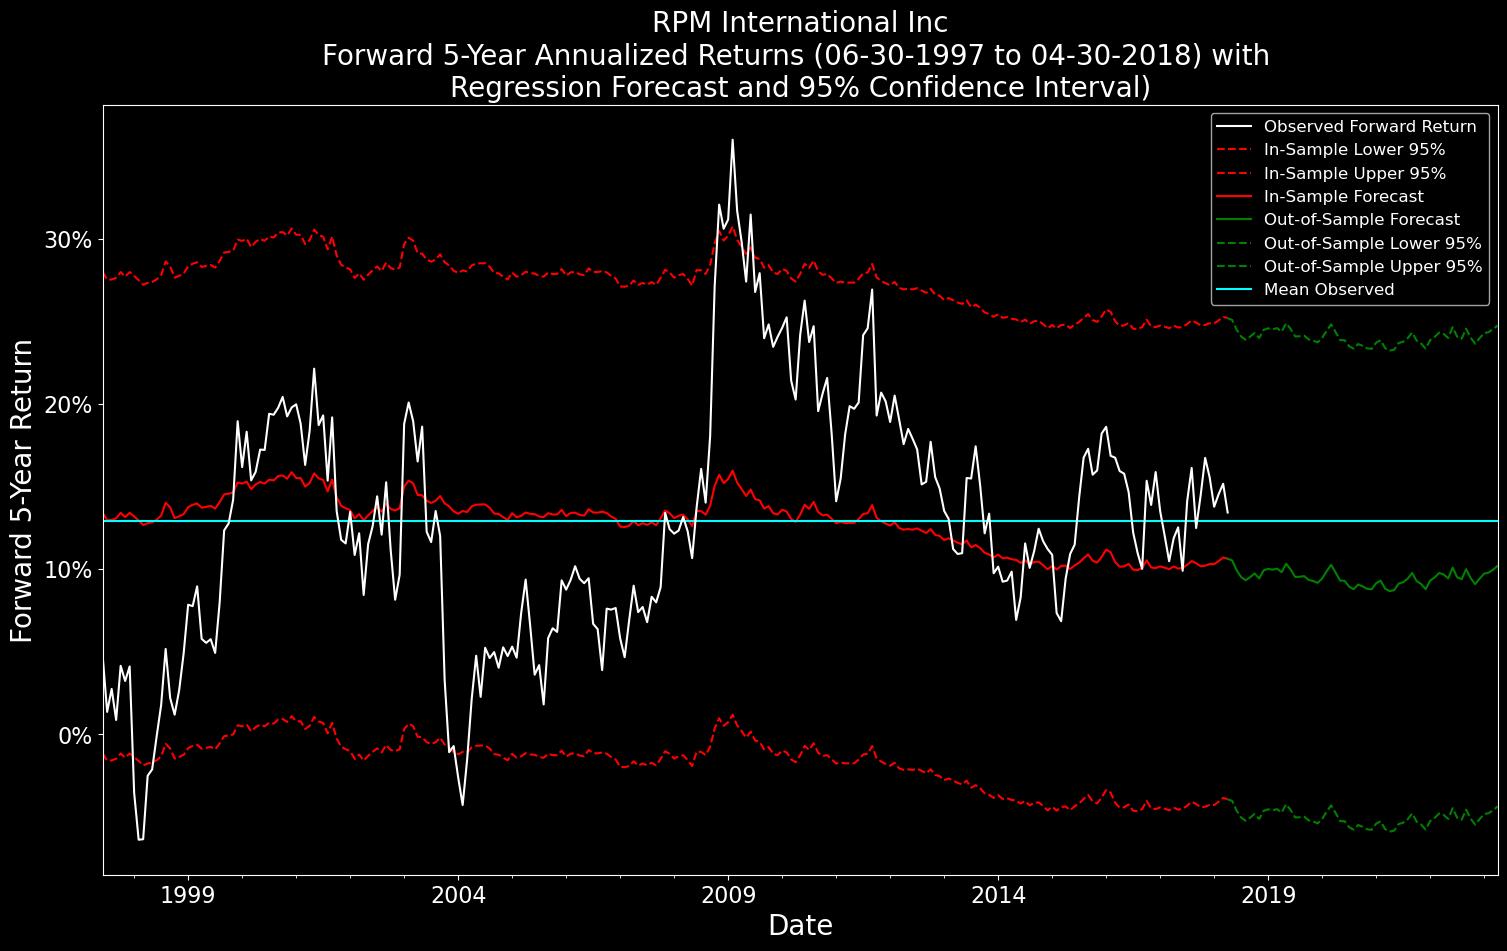 RPM International Inc
Forward 5-Year Annualized Returns (06-30-1997 to 04-30-2018) with
Regression Forecast and 95% Confidence Interval)
Observed Forward Return
In-Sample Lower 95%
In-Sample Upper 95%
In-Sample Forecast
Out-of-Sample Forecast
Out-of-Sample Lower 95%
Out-of-Sample Upper 95%
Mean Observed
Forward 5-Year Return
30%
20%
10%
0%
1999
2004
2009
2014
2019
Date